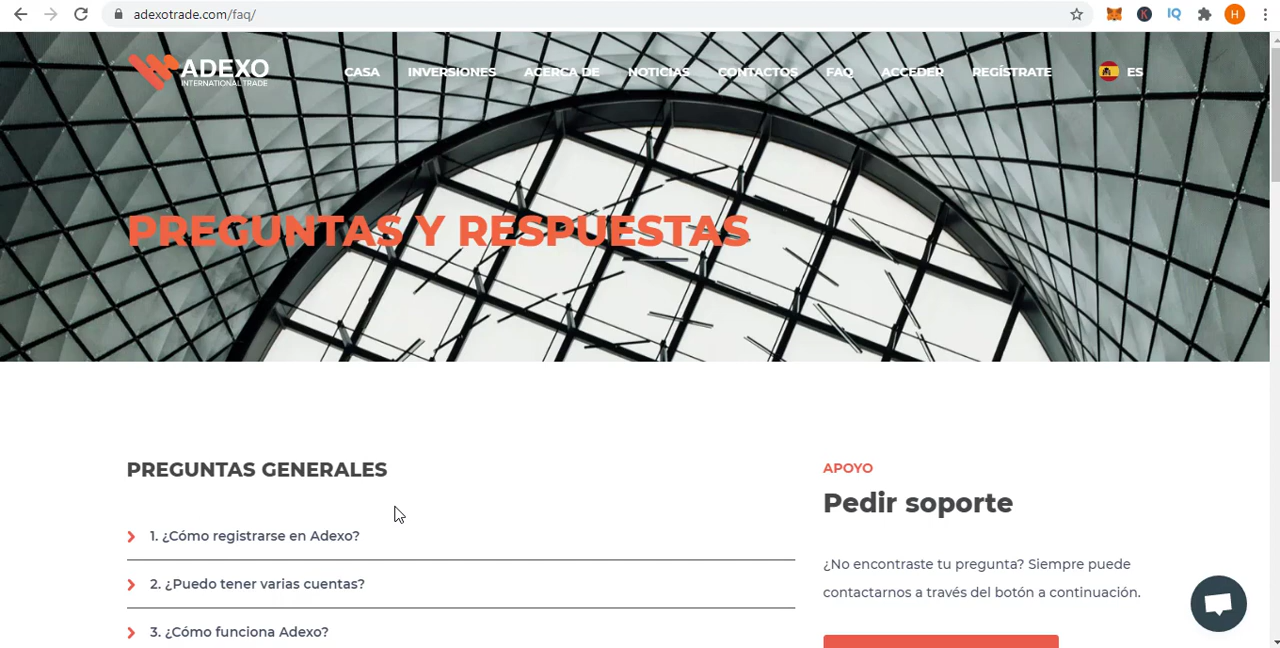 adexotrade.com/faq/
IQ
H
ADEXO
INTERNATIONAL TRADE
CASA
INVERSIONES
ACERCA DE
NOTICIAS
CONTACTOS
FAQ
ACCEDER
REGÍSTRATE
ES
PREGUNTAS Y RESPUESTAS
PREGUNTAS GENERALES
1. ¿Cómo registrarse en Adexo?
2. ¿Puedo tener varias cuentas?
3. ¿Cómo funciona Adexo?
APOYO
Pedir soporte
¿No encontraste tu pregunta? Siempre puede
contactarnos a través del botón a continuación.